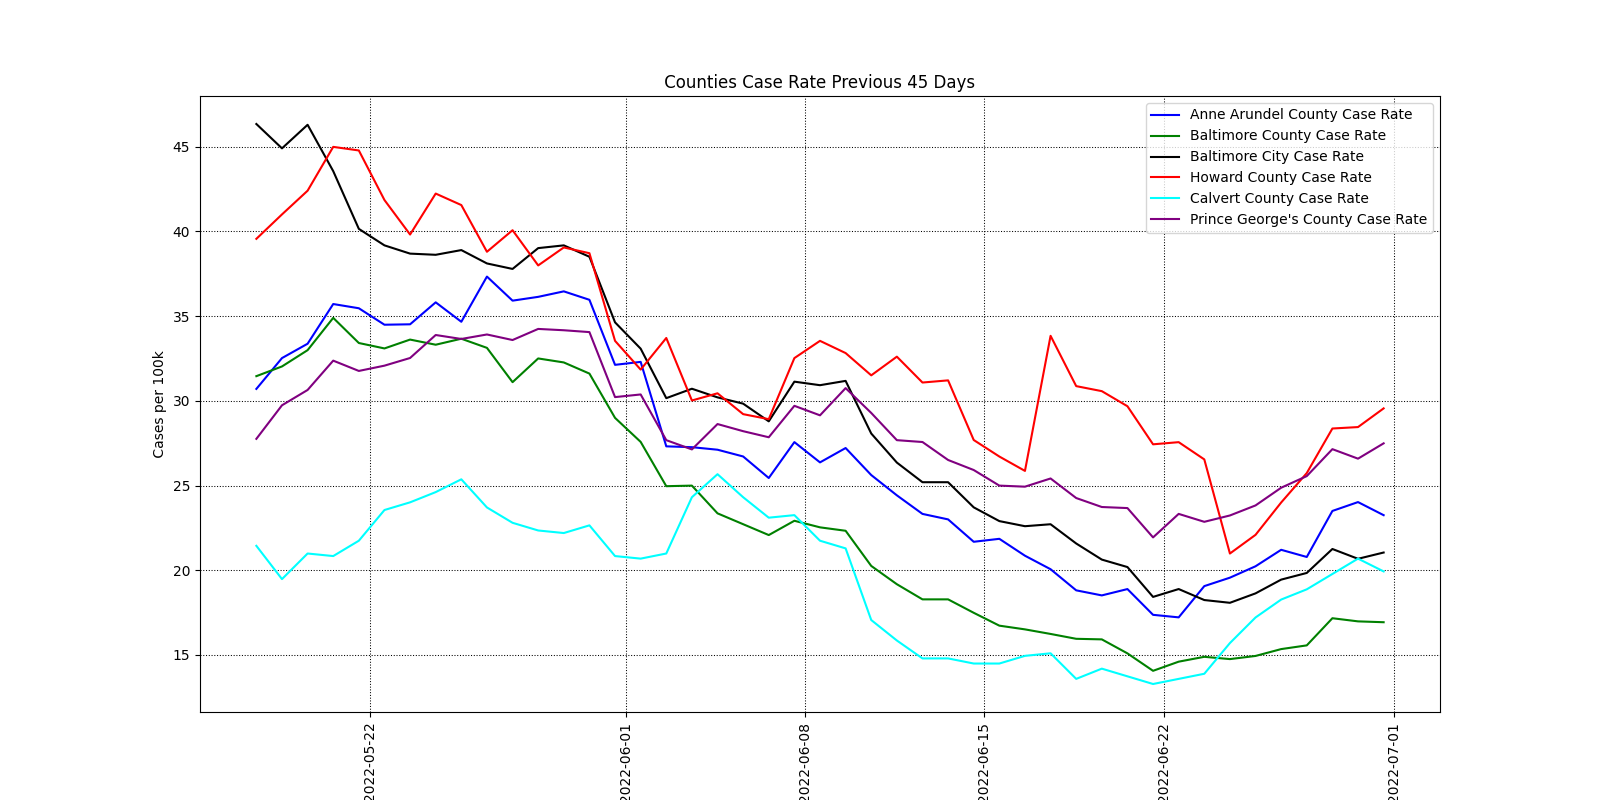 Counties Case Rate Previous 45 Days
Anne Arundel County Case Rate
Baltimore County Case Rate
Baltimore City Case Rate
Howard County Case Rate
Calvert County Case Rate
Prince George's County Case Rate
Cases per 100k
45
40
35
30
25
20
15
2022-05-22
2022-06-01
2022-06-08
2022-06-15
2022-06-22
2022-07-01